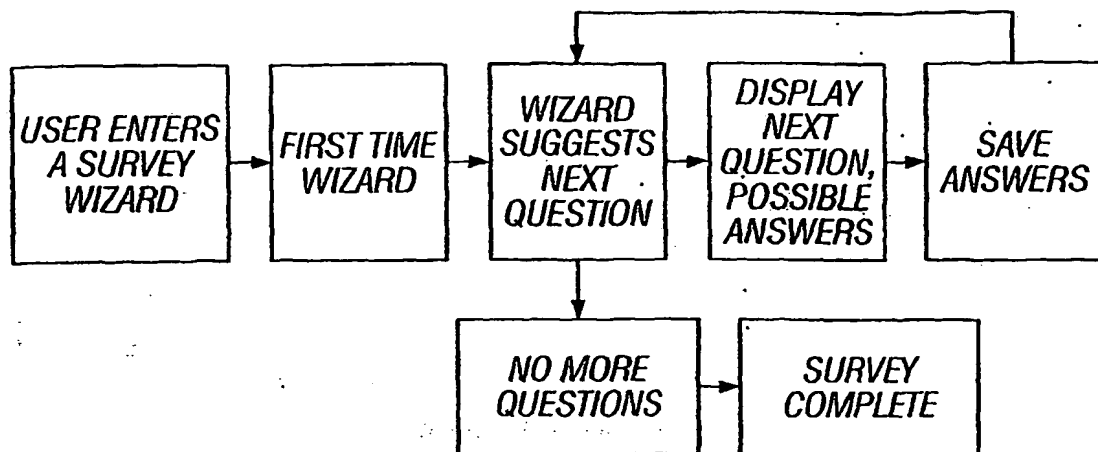 USER ENTERS
A SURVEY
WIZARD
FIRST TIME
WIZARD
WIZARD
SUGGESTS
NEXT
QUESTION
DISPLAY
NEXT
QUESTION,
POSSIBLE
ANSWERS
SAVE
ANSWERS
NO MORE
QUESTIONS
SURVEY
COMPLETE